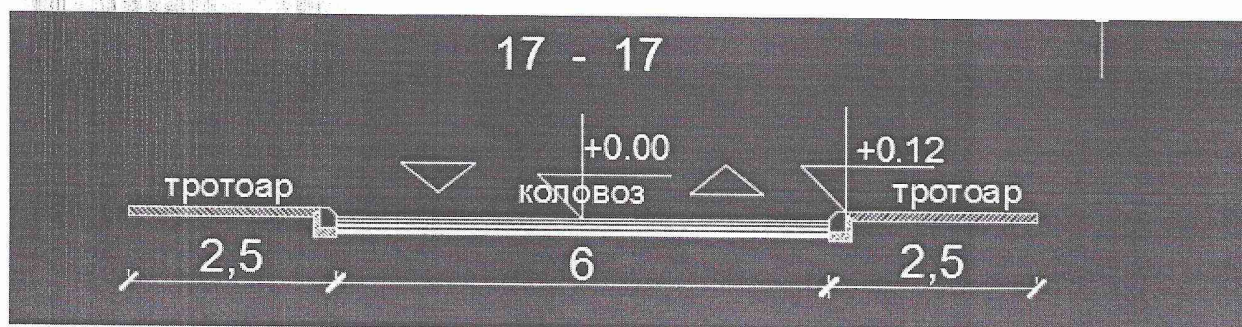 17 - 17
+0.00
+0.12
тротоар
коловоз
тротоар
2,5
6
2,5